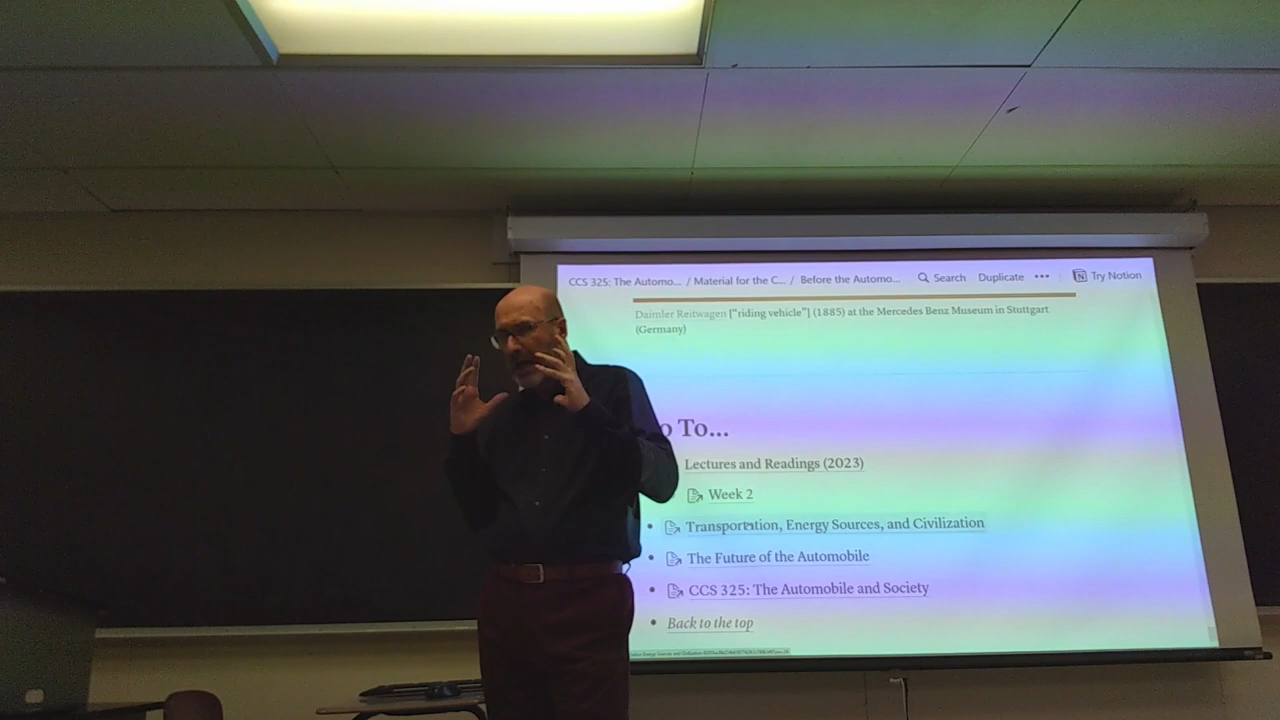 CCS 325: The Automo... / Material for the C... / Before the Automo... Search Duplicate ••• Try Notion
Daimler Reitwagen ["riding vehicle"] (1885) at the Mercedes Benz Museum in Stuttgart
(Germany)
o To...
Lectures and Readings (2023)
Week 2
• Transportation, Energy Sources, and Civilization
• The Future of the Automobile
• CCS 325: The Automobile and Society
• Back to the top